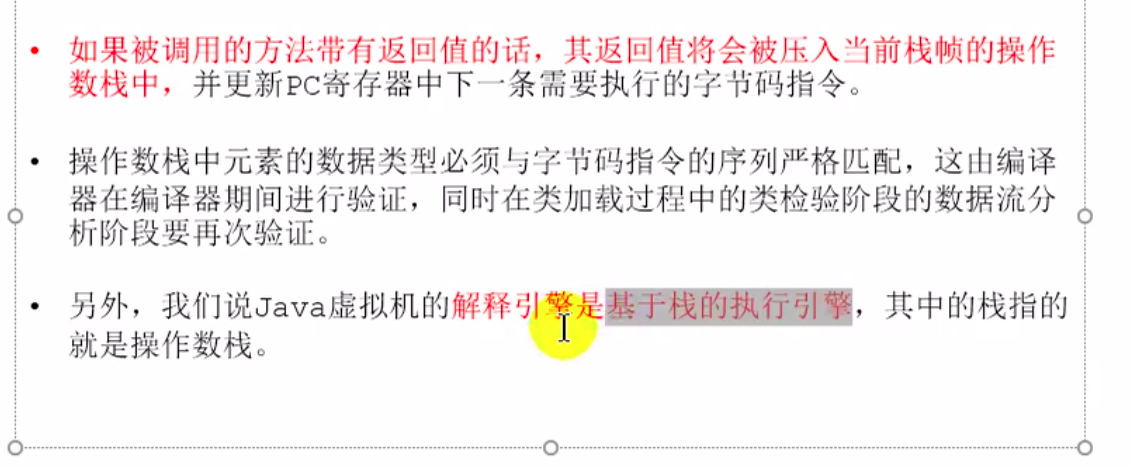 • 如果被调用的方法带有返回值的话，其返回值将会被压入当前栈帧的操作
数栈中，并更新PC寄存器中下一条需要执行的字节码指令。
• 操作数栈中元素的数据类型必须与字节码指令的序列严格匹配，这由编译
器在编译器期间进行验证，同时在类加载过程中的类检验阶段的数据流分
析阶段要再次验证。
• 另外，我们说Java虚拟机的解释引擎是基于栈的执行引擎，其中的栈指的
就是操作数栈。